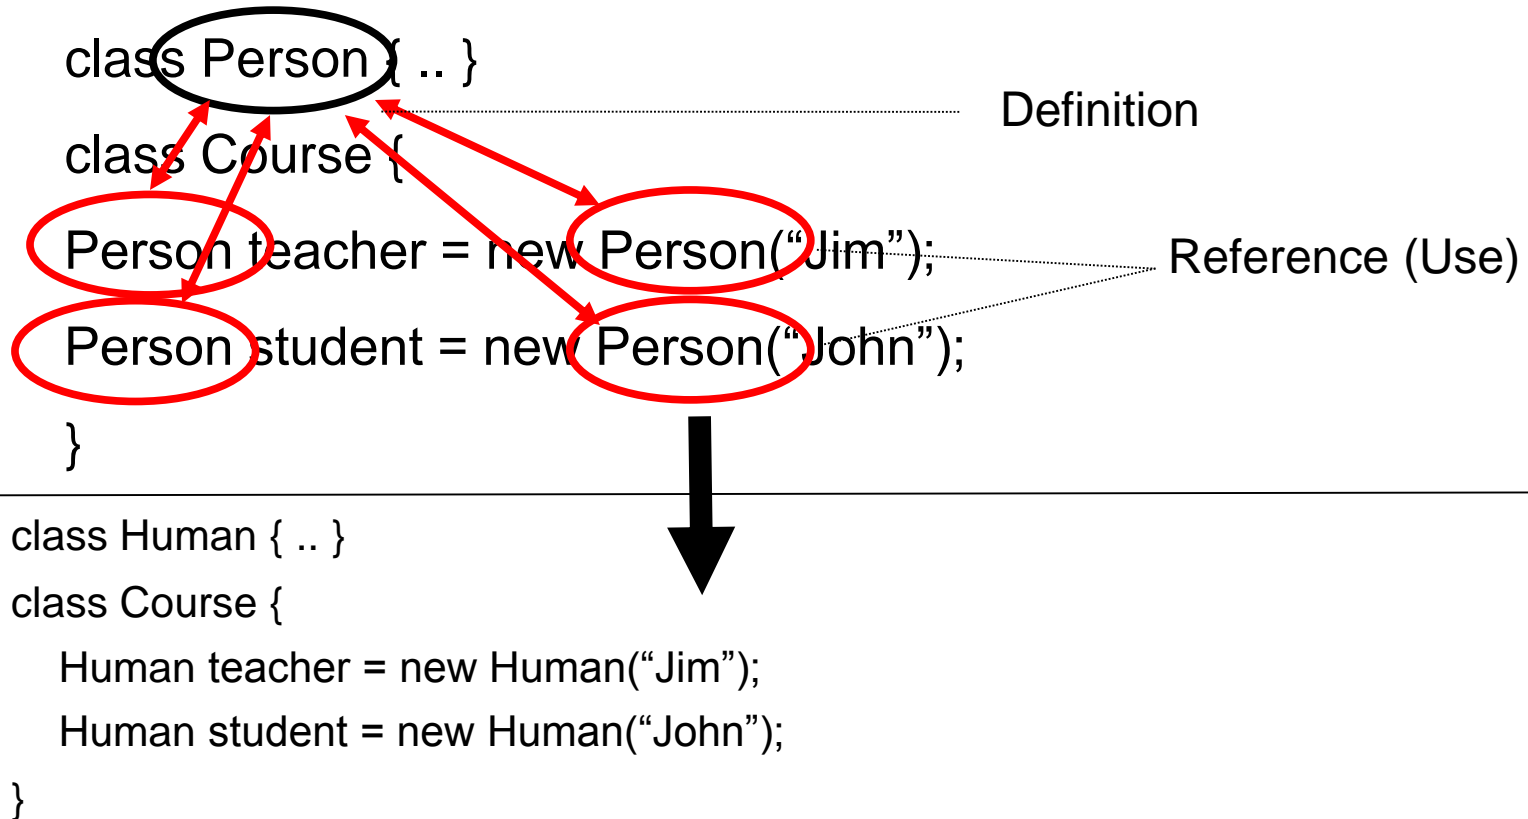 class Person { .. }
Definition
class Course {
Person teacher = new Person(“Jim”);
Reference (Use)
Person student = new Person(“John”);
}
class Human { .. }
class Course {
Human teacher = new Human(“Jim”);
Human student = new Human(“John”);
}